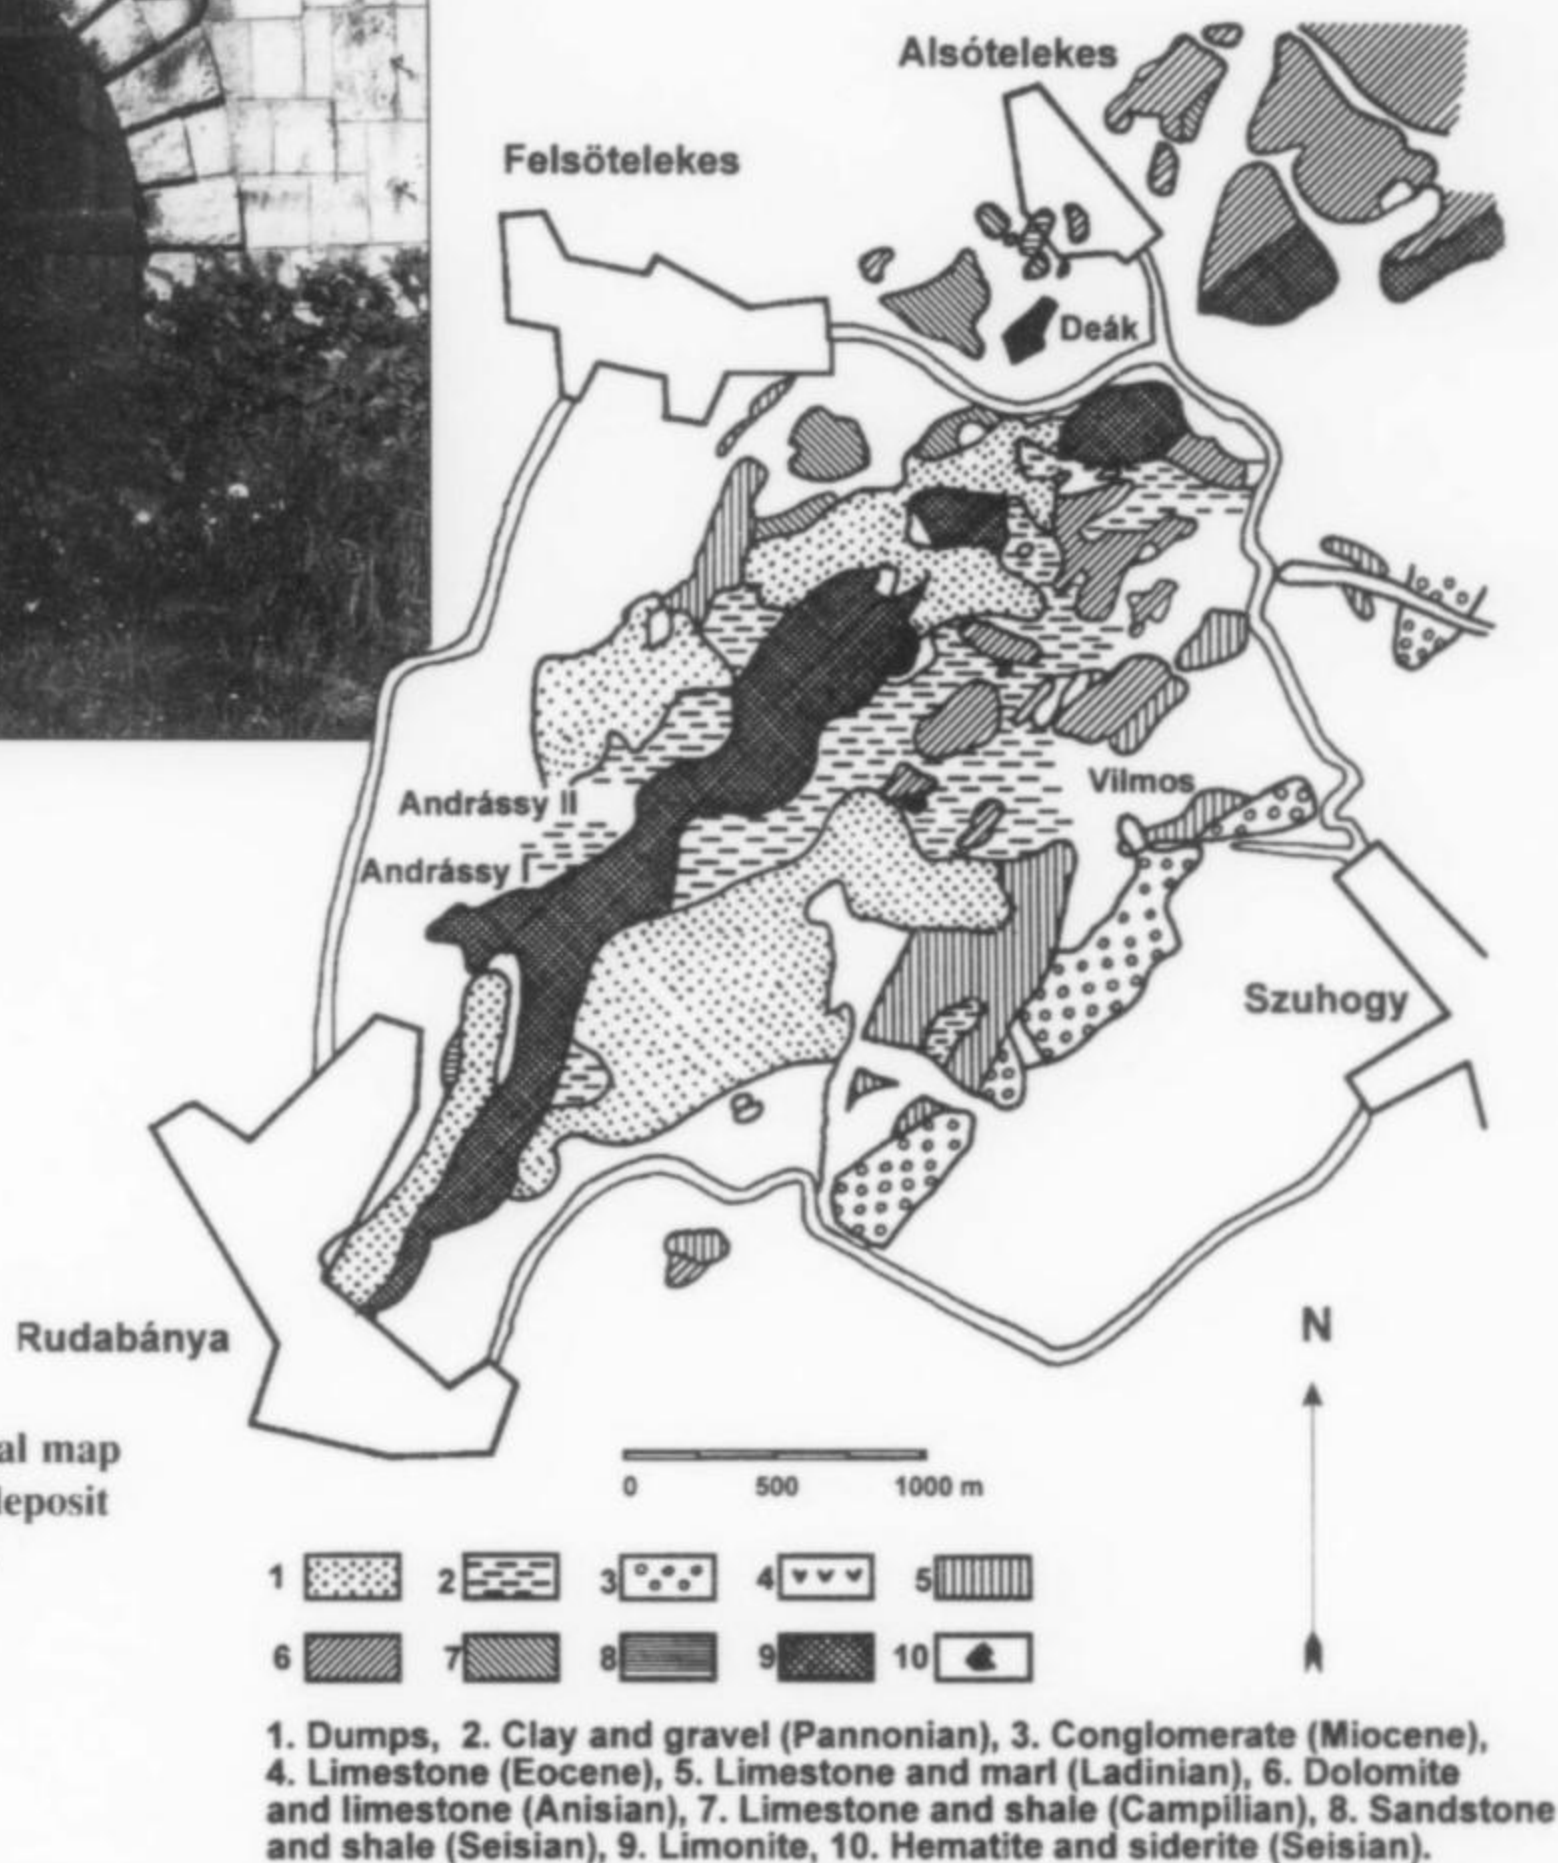 Alsótelekes
Felsötelekes
Deák
Vilmos
Andrássy II
Andrássy I
Szuhogy
Rudabánya
N
al map
deposit
0 500 1000 m
1 2 3 4 5
6 7 8 9 10
1. Dumps, 2. Clay and gravel (Pannonian), 3. Conglomerate (Miocene),
4. Limestone (Eocene), 5. Limestone and marl (Ladinian), 6. Dolomite
and limestone (Anisian), 7. Limestone and shale (Campilian), 8. Sandstone
and shale (Seisian), 9. Limonite, 10. Hematite and siderite (Seisian).